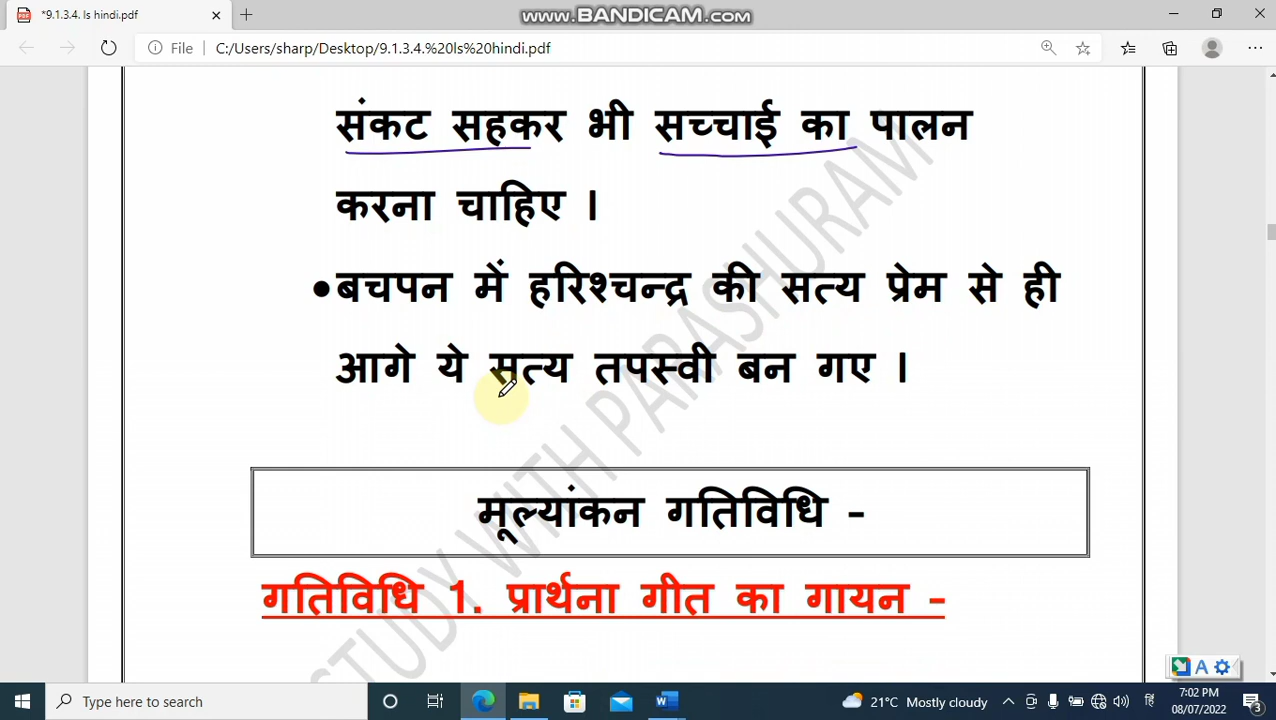 *9.1.3.4. ls hindi.pdf
www.BANDICAM.com
File
C:/Users/sharp/Desktop/9.1.3.4.%20ls%20hindi.pdf
संकट सहकर भी सच्चाई का पालन
करना चाहिए ।
•बचपन में हरिश्चन्द्र की सत्य प्रेम से ही
आगे ये सत्य तपस्वी बन गए ।
मूल्यांकन गतिविधि -
गतिविधि 1. प्रार्थना गीत का गायन -
STUDY WITH PARASHURAM
Type here to search
21°C Mostly cloudy
हि
7:02 PM
08/07/2022
3